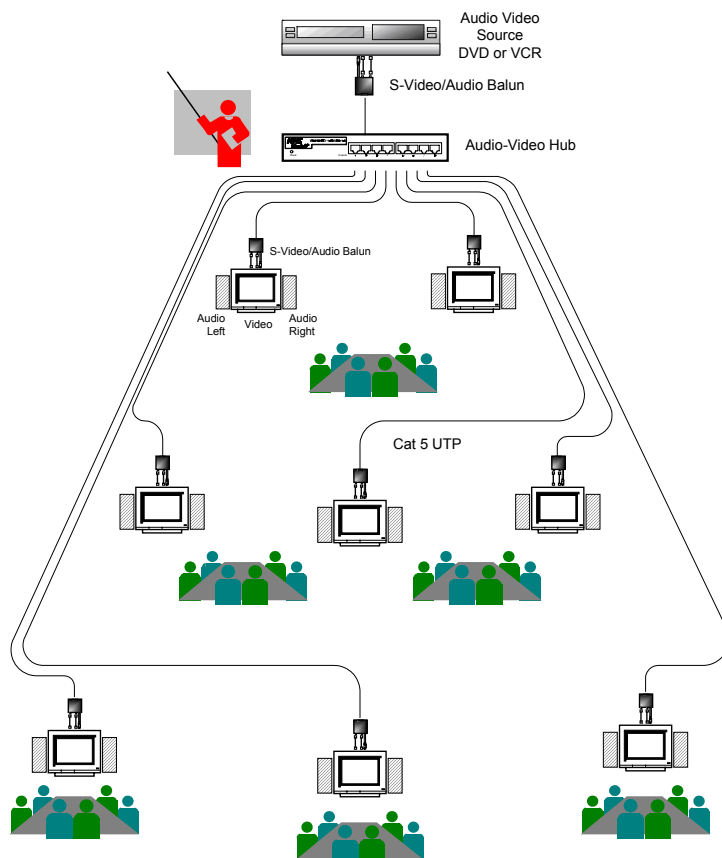 Audio Video
Source
DVD or VCR
S-Video/Audio Balun
Audio-Video Hub
S-Video/Audio Balun
Audio
Left
Video
Audio
Right
Cat 5 UTP